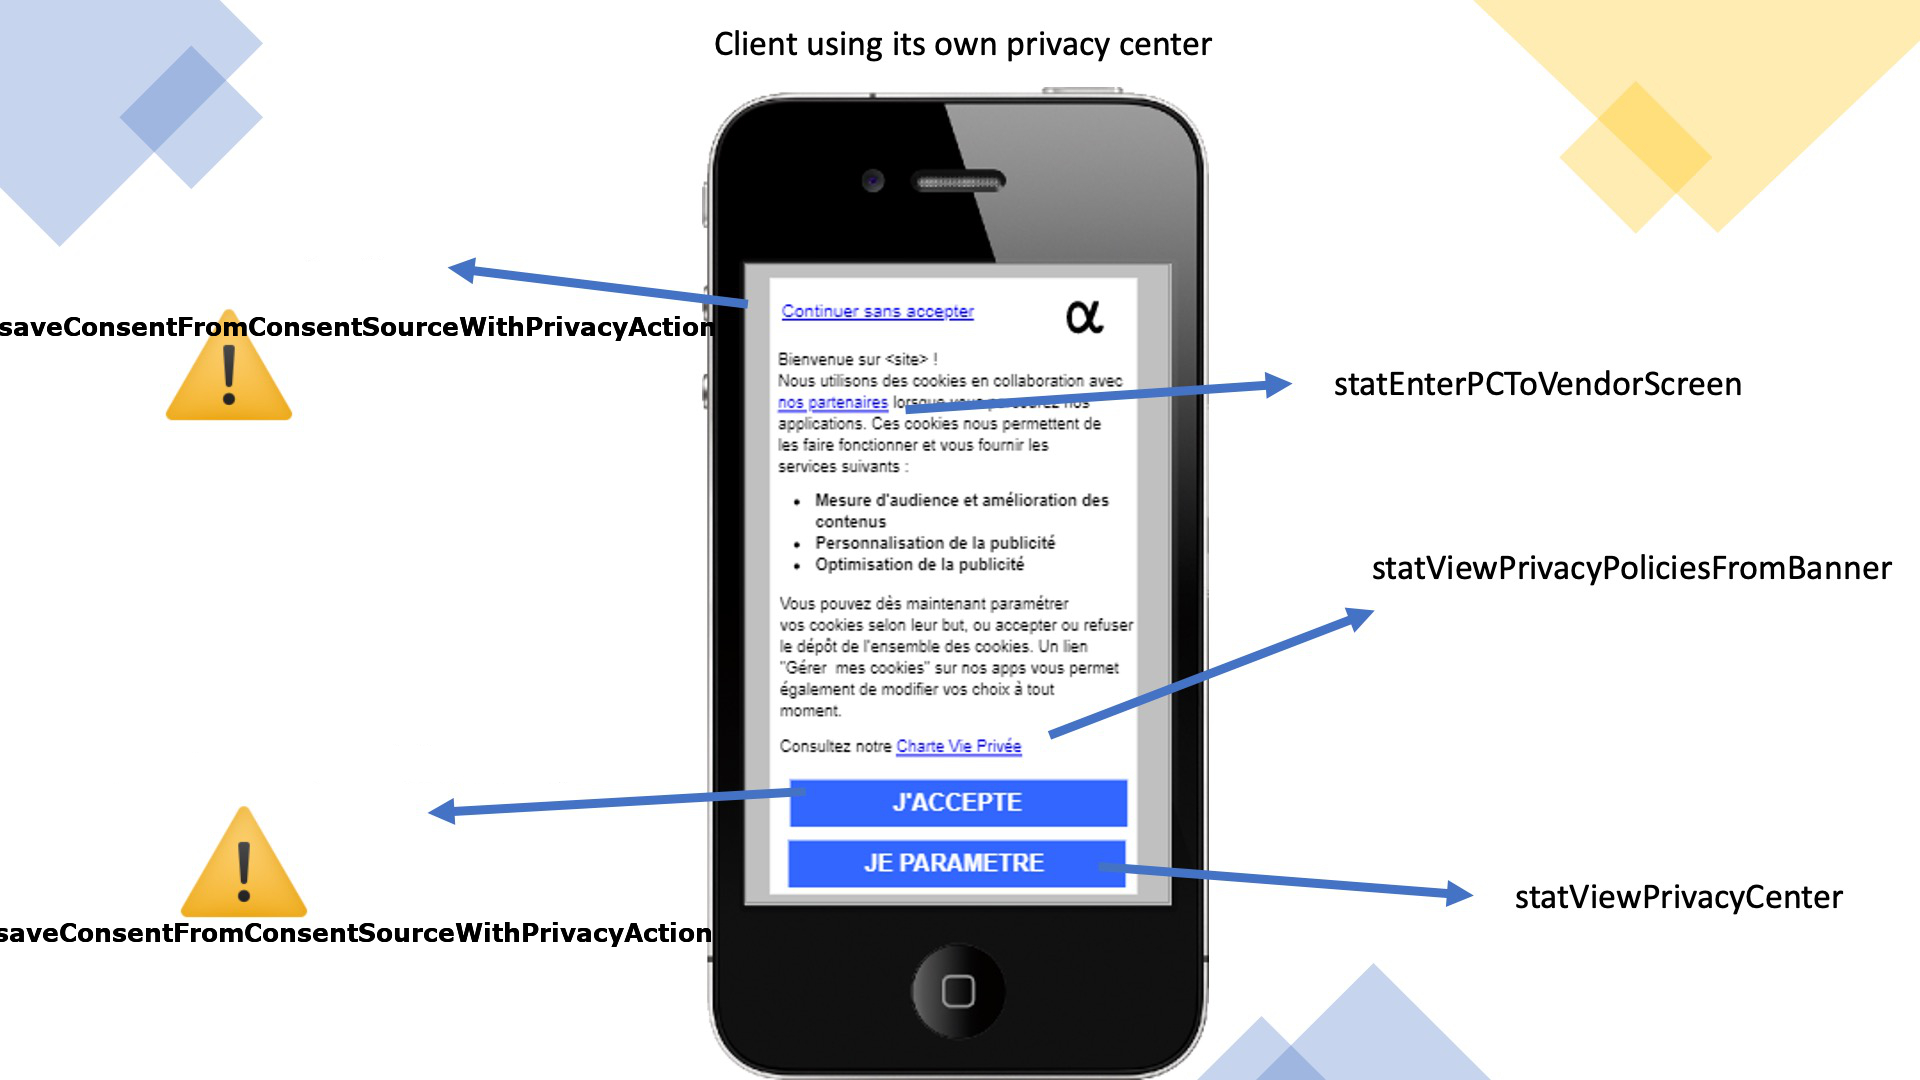 Client using its own privacy center
saveConsentFromConsentSourceWithPrivacyAction
Continuer sans accepter
α
Bienvenue sur <site> !
Nous utilisons des cookies en collaboration avec
nos partenaires lorsque vous parcourez nos
applications. Ces cookies nous permettent de
les faire fonctionner et vous fournir les
services suivants :
• Mesure d'audience et amélioration des
contenus
• Personnalisation de la publicité
• Optimisation de la publicité
Vous pouvez dès maintenant paramétrer
vos cookies selon leur but, ou accepter ou refuser
le dépôt de l'ensemble des cookies. Un lien
"Gérer mes cookies" sur nos apps vous permet
également de modifier vos choix à tout
moment.
Consultez notre Charte Vie Privée
J'ACCEPTE
JE PARAMETRE
statEnterPCToVendorScreen
statViewPrivacyPoliciesFromBanner
statViewPrivacyCenter
saveConsentFromConsentSourceWithPrivacyAction